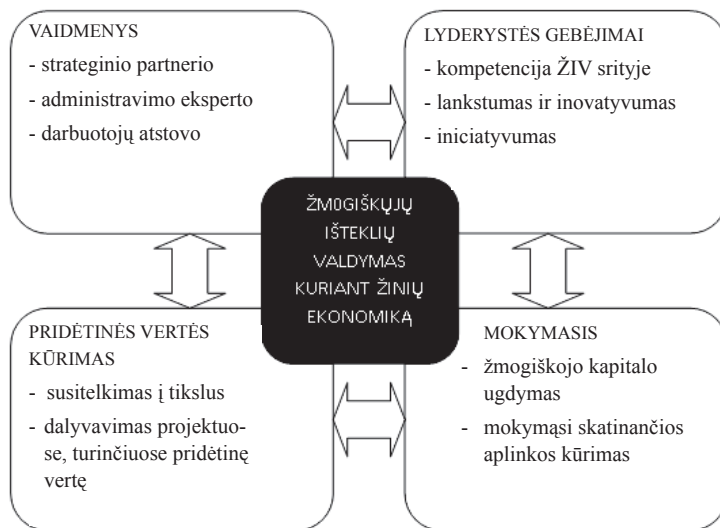 VAIDMENYS
- strateginio partnerio
- administravimo eksperto
- darbuotojų atstovo
LYDERYSTĖS GEBĖJIMAI
- kompetencija ŽIV srityje
- lankstumas ir inovatyvumas
- iniciatyvumas
ŽMOGIŠKŲJŲ
IŠTEKLIŲ
VALDYMAS
KURIANT ŽINIŲ
EKONOMIKĄ
PRIDĖTINĖS VERTĖS
KŪRIMAS
- susitelkimas į tikslus
- dalyvavimas projektuo-
se, turinčiuose pridėtinę
vertę
MOKYMASIS
- žmogiškojo kapitalo
ugdymas
- mokymąsi skatinančios
aplinkos kūrimas